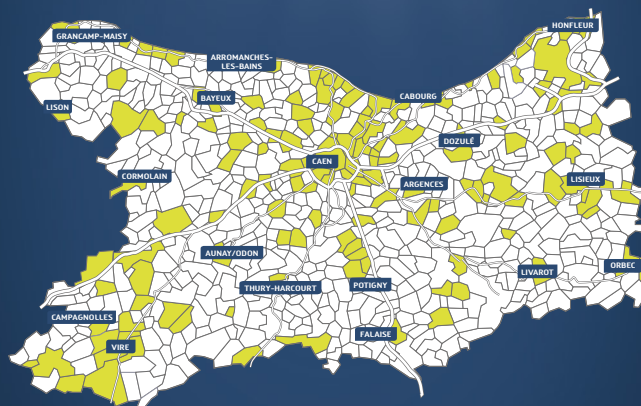 HONFLEUR
GRANCAMP-MAISY
ARROMANCHES-
LES-BAINS
BAYEUX
CABOURG
LISON
DOZULÉ
CAEN
CORMOLAIN
ARGENCES
LISIEUX
AUNAY/ODON
ORBEC
LIVAROT
THURY-HARCOURT
POTIGNY
CAMPAGNOLLES
FALAISE
VIRE